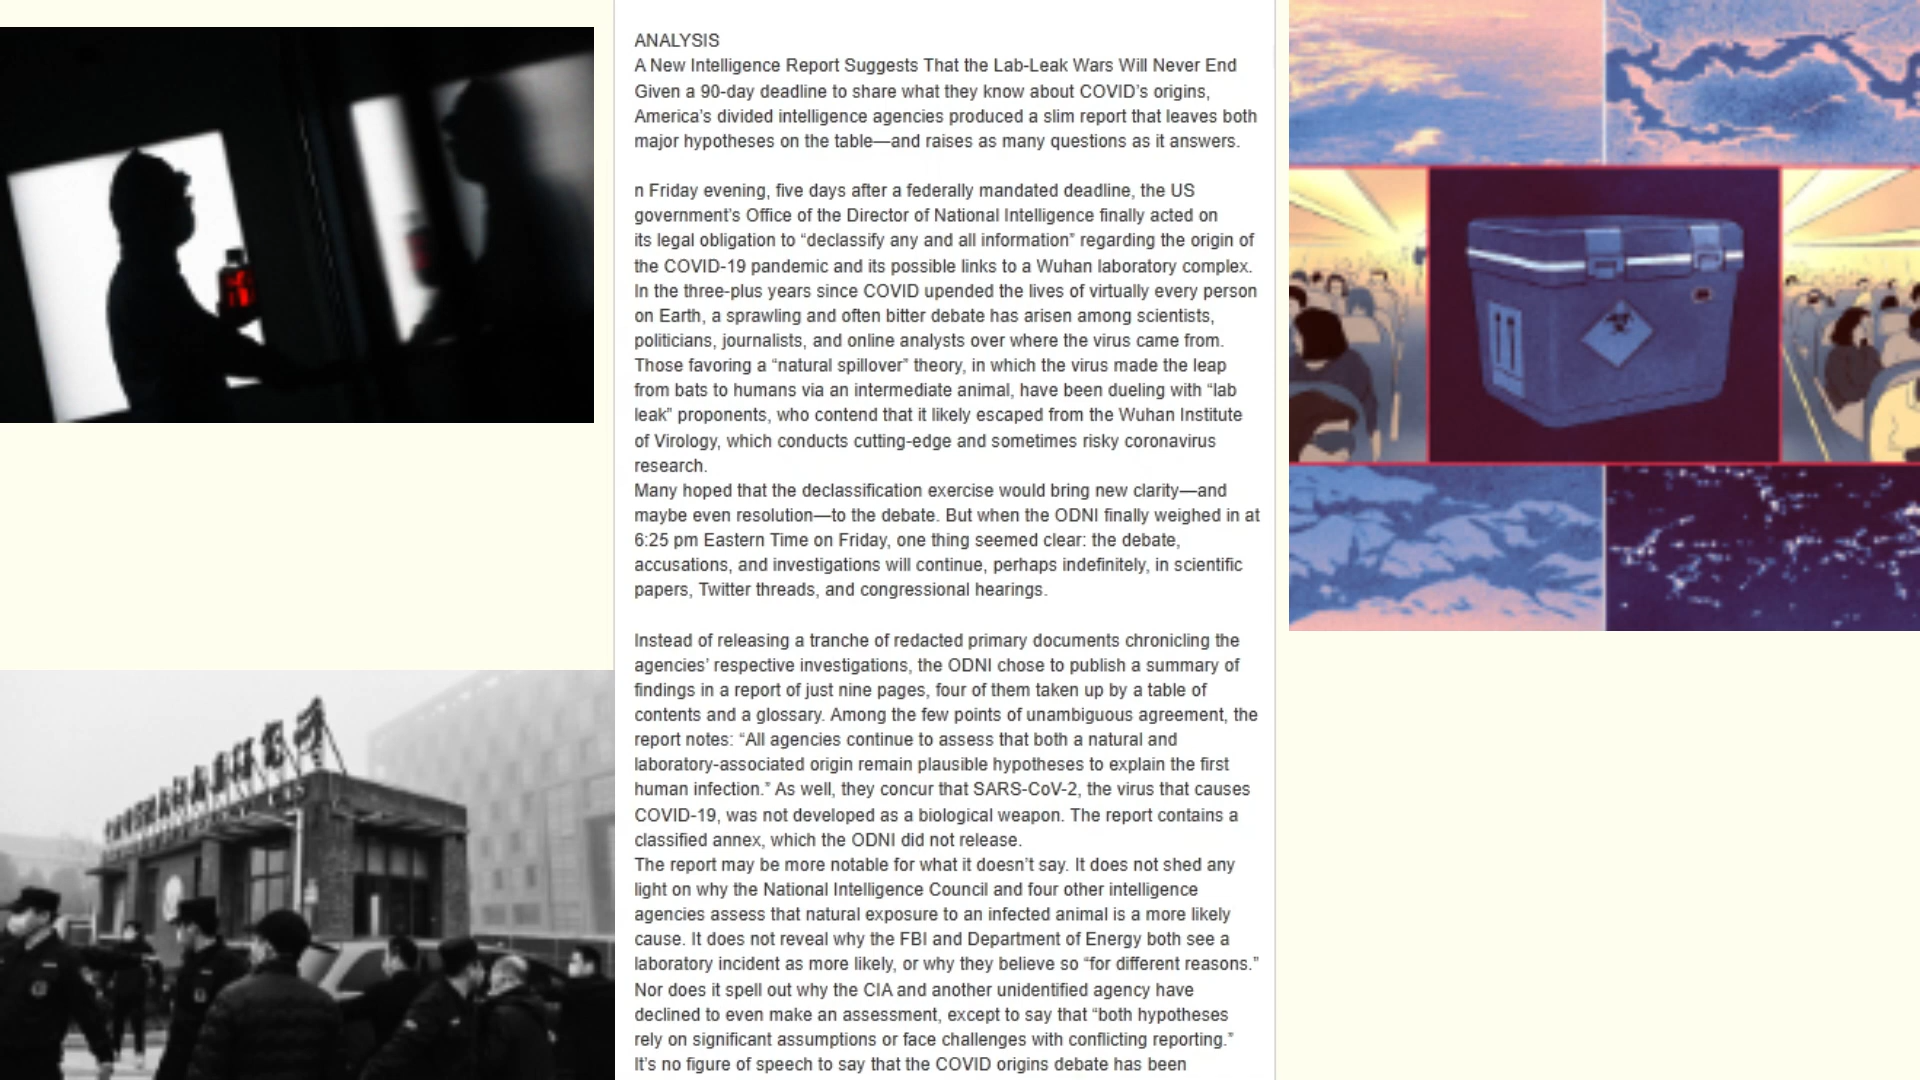 ANALYSIS
A New Intelligence Report Suggests That the Lab-Leak Wars Will Never End
Given a 90-day deadline to share what they know about COVID’s origins,
America’s divided intelligence agencies produced a slim report that leaves both
major hypotheses on the table—and raises as many questions as it answers.
n Friday evening, five days after a federally mandated deadline, the US
government’s Office of the Director of National Intelligence finally acted on
its legal obligation to “declassify any and all information” regarding the origin of
the COVID-19 pandemic and its possible links to a Wuhan laboratory complex.
In the three-plus years since COVID upended the lives of virtually every person
on Earth, a sprawling and often bitter debate has arisen among scientists,
politicians, journalists, and online analysts over where the virus came from.
Those favoring a “natural spillover” theory, in which the virus made the leap
from bats to humans via an intermediate animal, have been dueling with “lab
leak” proponents, who contend that it likely escaped from the Wuhan Institute
of Virology, which conducts cutting-edge and sometimes risky coronavirus
research.
Many hoped that the declassification exercise would bring new clarity—and
maybe even resolution—to the debate. But when the ODNI finally weighed in at
6:25 pm Eastern Time on Friday, one thing seemed clear: the debate,
accusations, and investigations will continue, perhaps indefinitely, in scientific
papers, Twitter threads, and congressional hearings.
Instead of releasing a tranche of redacted primary documents chronicling the
agencies’ respective investigations, the ODNI chose to publish a summary of
findings in a report of just nine pages, four of them taken up by a table of
contents and a glossary. Among the few points of unambiguous agreement, the
report notes: “All agencies continue to assess that both a natural and
laboratory-associated origin remain plausible hypotheses to explain the first
human infection.” As well, they concur that SARS-CoV-2, the virus that causes
COVID-19, was not developed as a biological weapon. The report contains a
classified annex, which the ODNI did not release.
The report may be more notable for what it doesn’t say. It does not shed any
light on why the National Intelligence Council and four other intelligence
agencies assess that natural exposure to an infected animal is a more likely
cause. It does not reveal why the FBI and Department of Energy both see a
laboratory incident as more likely, or why they believe so “for different reasons.”
Nor does it spell out why the CIA and another unidentified agency have
declined to even make an assessment, except to say that “both hypotheses
rely on significant assumptions or face challenges with conflicting reporting.”
It’s no figure of speech to say that the COVID origins debate has been